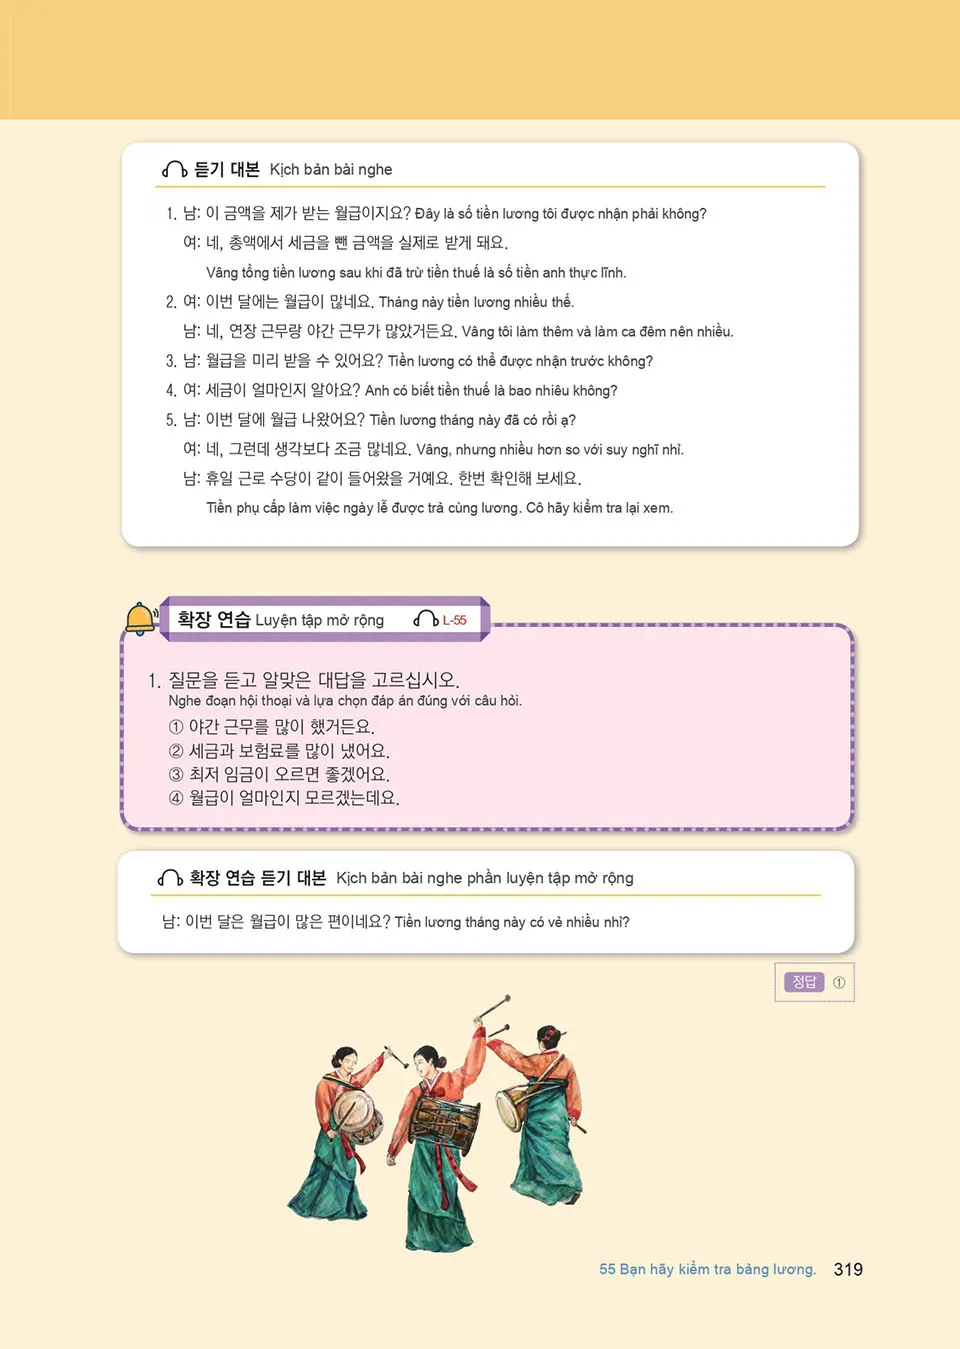 듣기 대본 Kịch bản bài nghe
1. 남: 이 금액을 제가 받는 월급이지요? Đây là số tiền lương tôi được nhận phải không?
여: 네, 총액에서 세금을 뺀 금액을 실제로 받게 돼요.
Vâng tổng tiền lương sau khi đã trừ tiền thuế là số tiền anh thực lĩnh.
2. 여: 이번 달에는 월급이 많네요. Tháng này tiền lương nhiều thế.
남: 네, 연장 근무랑 야간 근무가 많았거든요. Vâng tôi làm thêm và làm ca đêm nên nhiều.
3. 남: 월급을 미리 받을 수 있어요? Tiền lương có thể được nhận trước không?
4. 여: 세금이 얼마인지 알아요? Anh có biết tiền thuế là bao nhiêu không?
5. 남: 이번 달에 월급 나왔어요? Tiền lương tháng này đã có rồi ạ?
여: 네, 그런데 생각보다 조금 많네요. Vâng, nhưng nhiều hơn so với suy nghĩ nhỉ.
남: 휴일 근로 수당이 같이 들어왔을 거예요. 한번 확인해 보세요.
Tiền phụ cấp làm việc ngày lễ được trả cùng lương. Cô hãy kiểm tra lại xem.
확장 연습 Luyện tập mở rộng L-55
1. 질문을 듣고 알맞은 대답을 고르십시오.
Nghe đoạn hội thoại và lựa chọn đáp án đúng với câu hỏi.
① 야간 근무를 많이 했거든요.
② 세금과 보험료를 많이 냈어요.
③ 최저 임금이 오르면 좋겠어요.
④ 월급이 얼마인지 모르겠는데요.
확장 연습 듣기 대본 Kịch bản bài nghe phần luyện tập mở rộng
남: 이번 달은 월급이 많은 편이네요? Tiền lương tháng này có vẻ nhiều nhỉ?
정답 ①
55 Bạn hãy kiểm tra bảng lương. 319